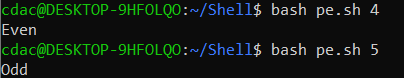 cdac@DESKTOP-9HFOLQO:~/Shell$ bash pe.sh 4
Even
cdac@DESKTOP-9HFOLQO:~/Shell$ bash pe.sh 5
Odd